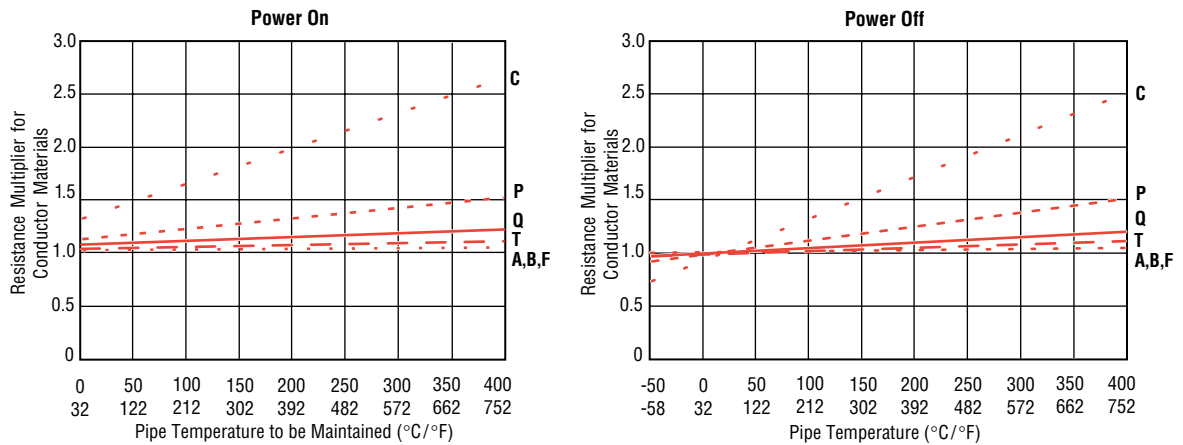 Power On
Resistance Multiplier for
Conductor Materials
3.0
2.5
2.0
1.5
1.0
0.5
0
C
P
Q
T
A,B,F
0 50 100 150 200 250 300 350 400
32 122 212 302 392 482 572 662 752
Pipe Temperature to be Maintained (°C/°F)
Power Off
Resistance Multiplier for
Conductor Materials
3.0
2.5
2.0
1.5
1.0
0.5
0
C
P
Q
T
A,B,F
-50 0 50 100 150 200 250 300 350 400
-58 32 122 212 302 392 482 572 662 752
Pipe Temperature (°C/°F)